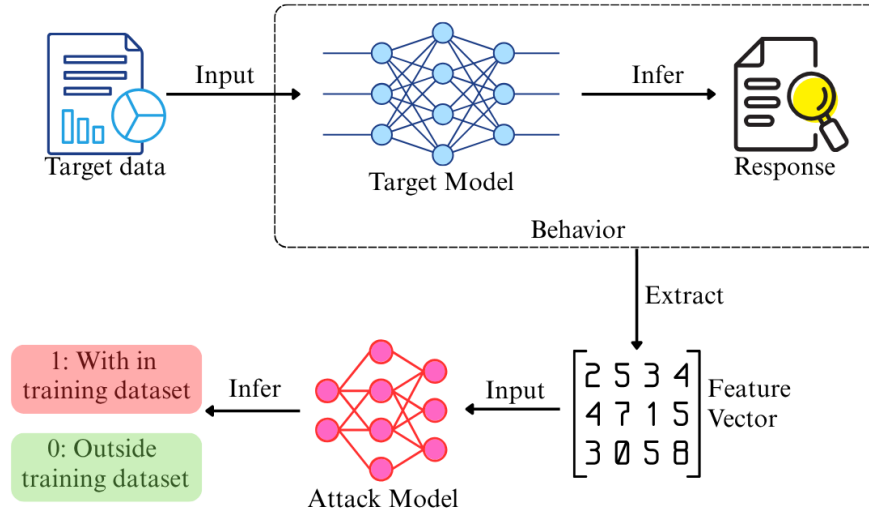 Input
Infer
Target data
Target Model
Response
Behavior
Extract
1: With in
training dataset
Infer
Input
2 5 3 4
4 7 1 5
3 0 5 8
Feature
Vector
0: Outside
training dataset
Attack Model